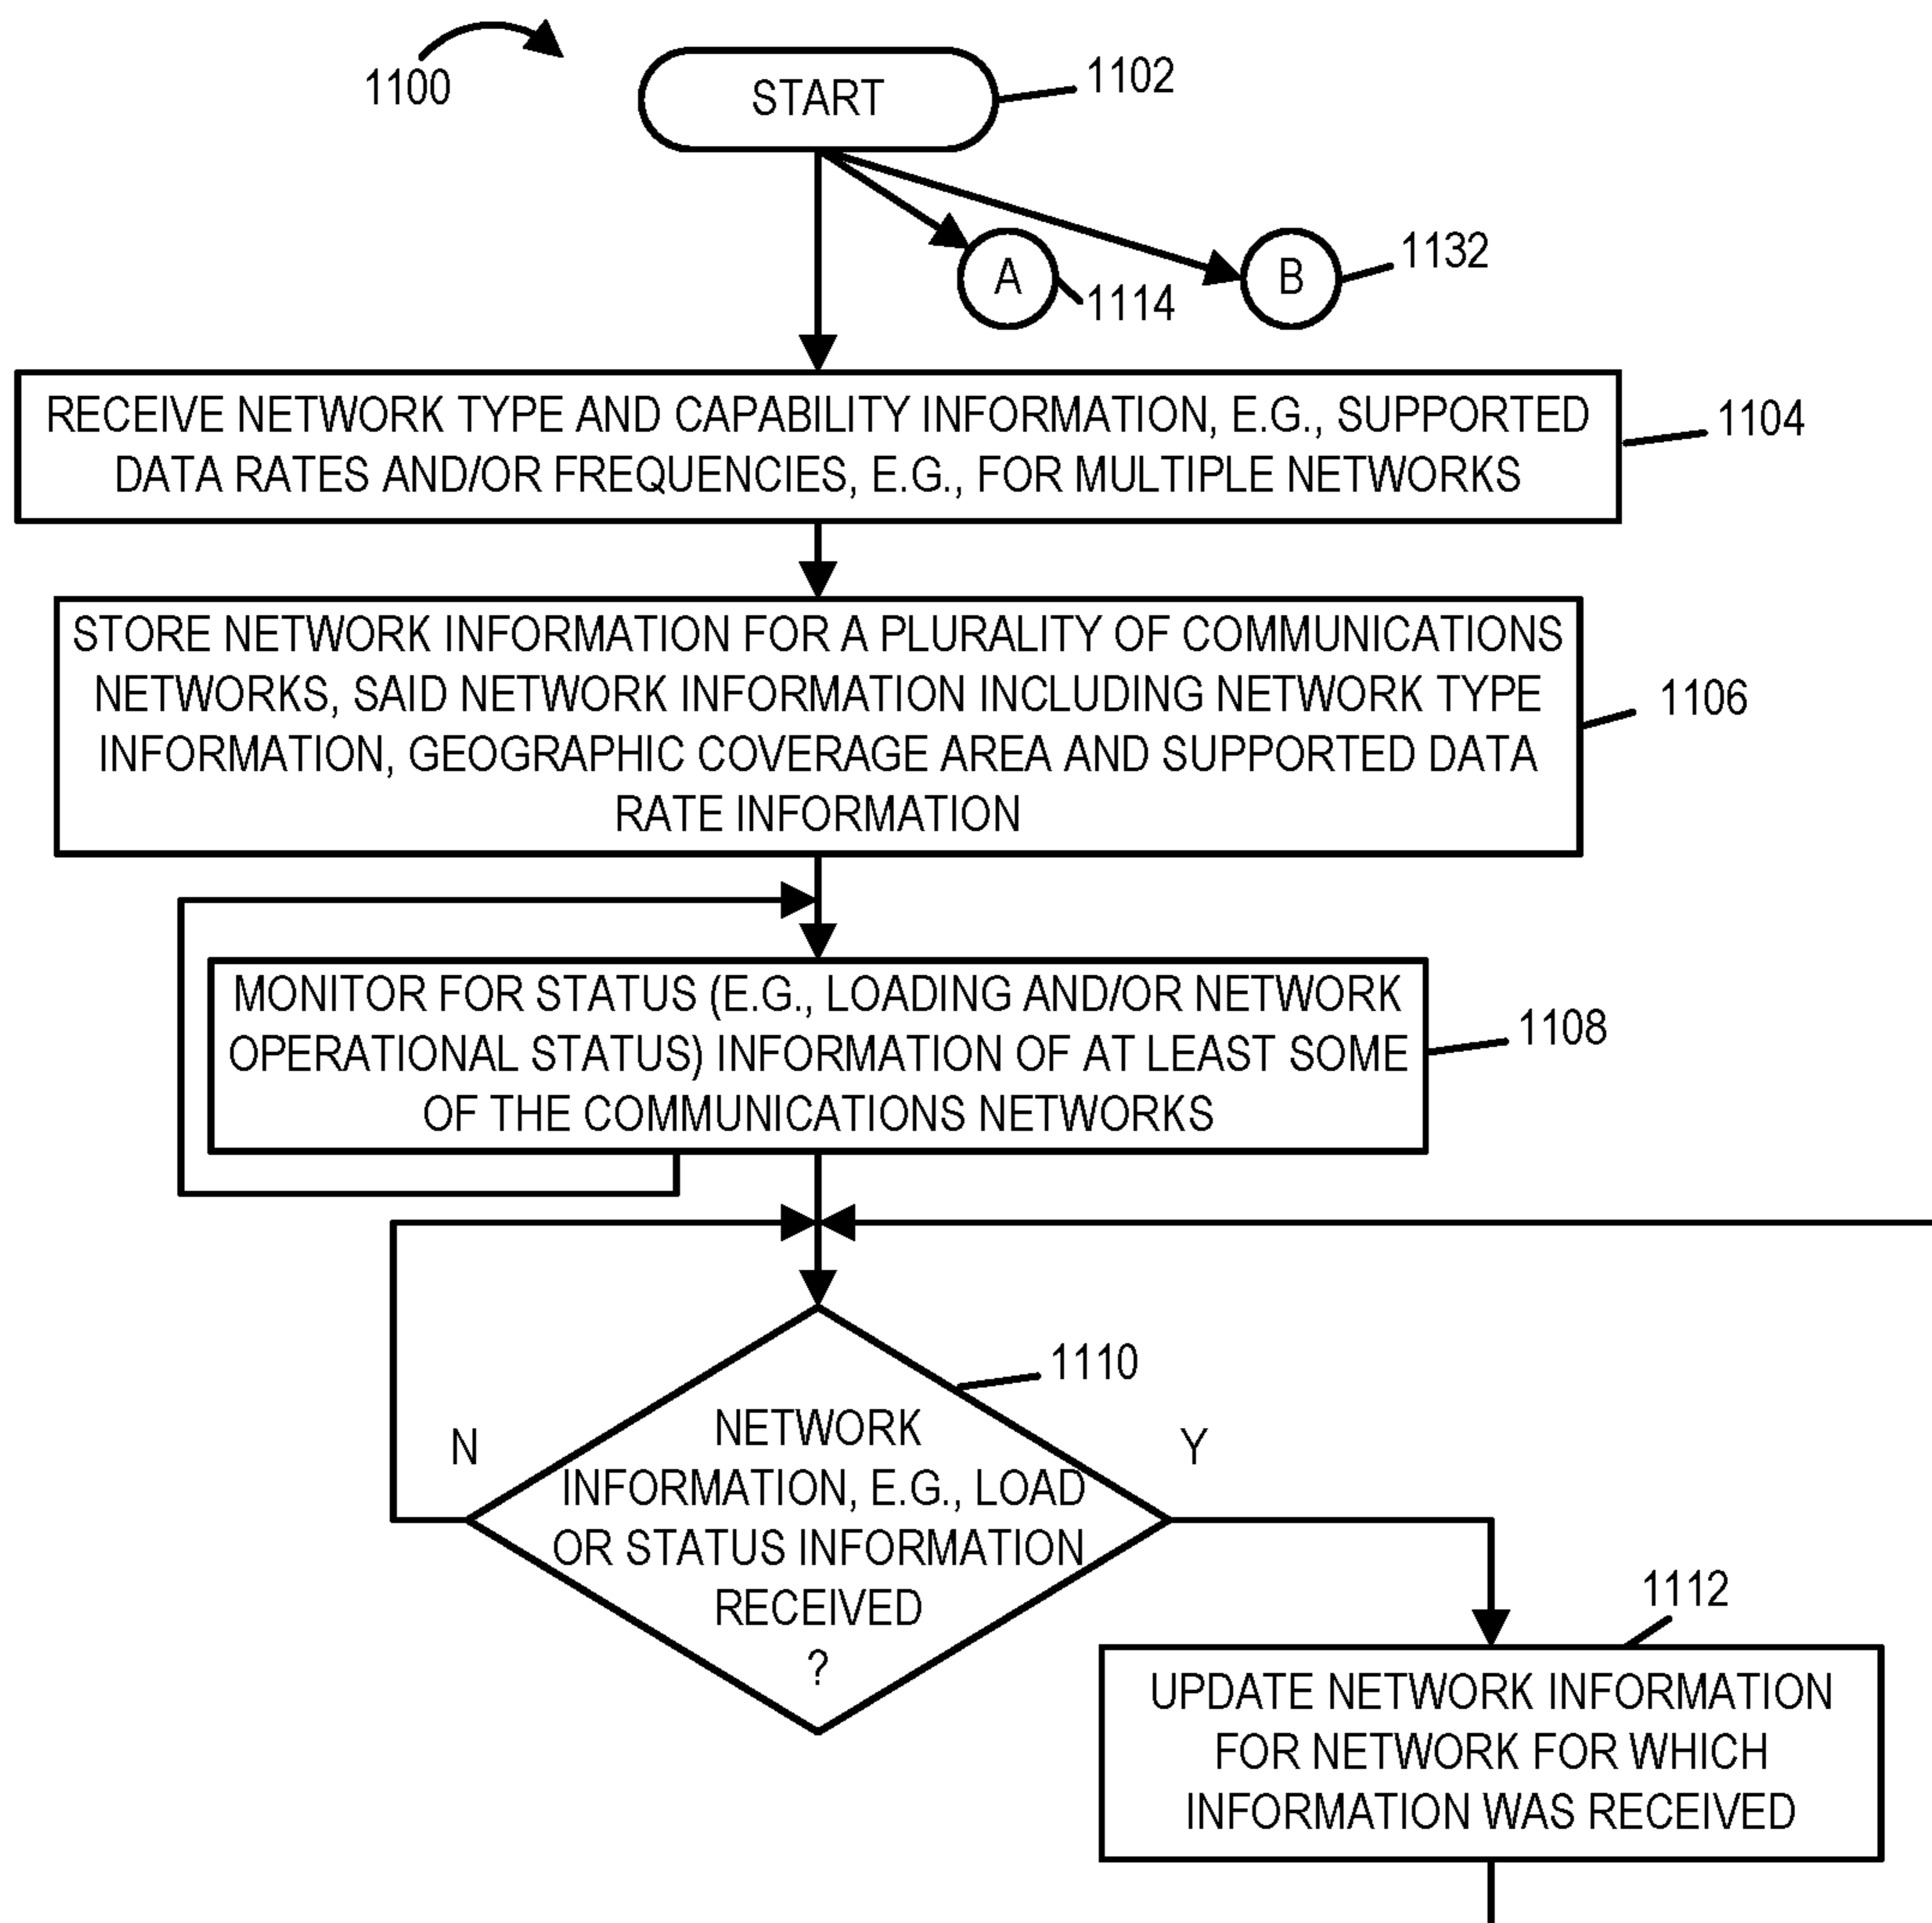 1100
START
1102
A
1114
B
1132
RECEIVE NETWORK TYPE AND CAPABILITY INFORMATION, E.G., SUPPORTED
DATA RATES AND/OR FREQUENCIES, E.G., FOR MULTIPLE NETWORKS
1104
STORE NETWORK INFORMATION FOR A PLURALITY OF COMMUNICATIONS
NETWORKS, SAID NETWORK INFORMATION INCLUDING NETWORK TYPE
INFORMATION, GEOGRAPHIC COVERAGE AREA AND SUPPORTED DATA
RATE INFORMATION
1106
MONITOR FOR STATUS (E.G., LOADING AND/OR NETWORK
OPERATIONAL STATUS) INFORMATION OF AT LEAST SOME
OF THE COMMUNICATIONS NETWORKS
1108
1110
N
NETWORK
INFORMATION, E.G., LOAD
OR STATUS INFORMATION
RECEIVED
?
Y
1112
UPDATE NETWORK INFORMATION
FOR NETWORK FOR WHICH
INFORMATION WAS RECEIVED